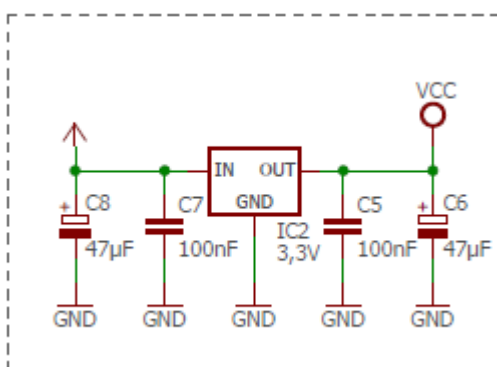 VCC
IN OUT
GND
+ C8
47µF
C7
100nF
IC2
3,3V
C5
100nF
+ C6
47µF
GND GND GND GND GND